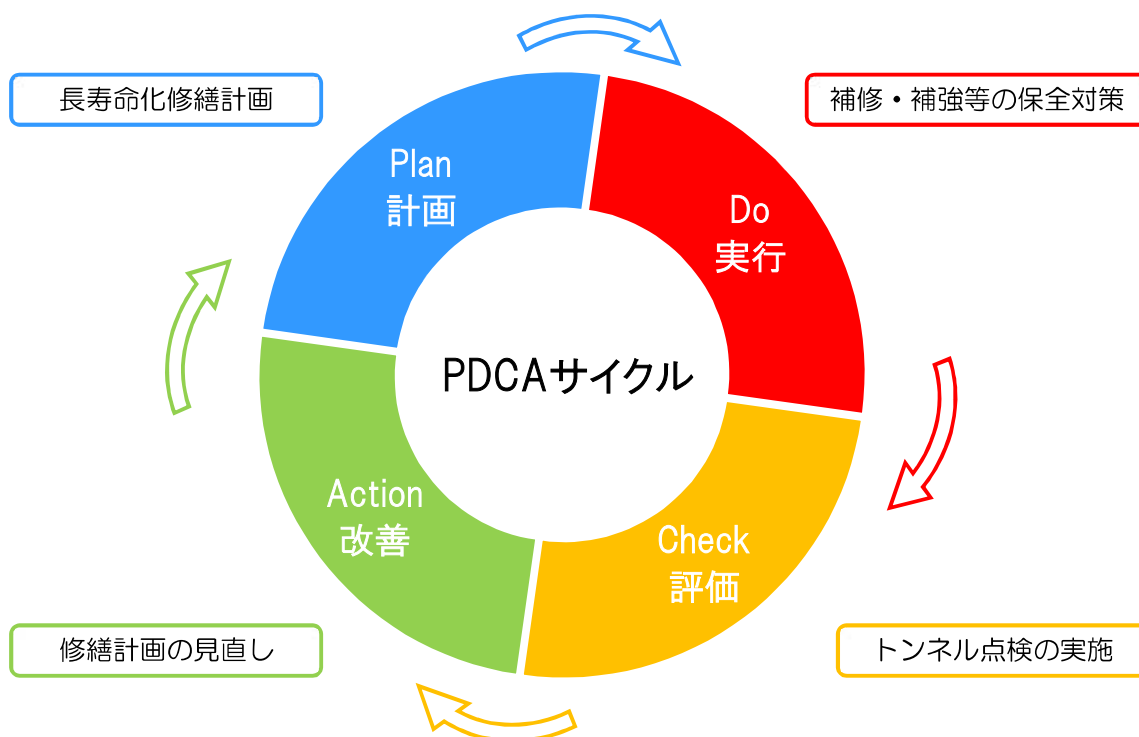 長寿命化修繕計画
補修・補強等の保全対策
Plan
計画
Do
実行
PDCAサイクル
Action
改善
Check
評価
修繕計画の見直し
トンネル点検の実施